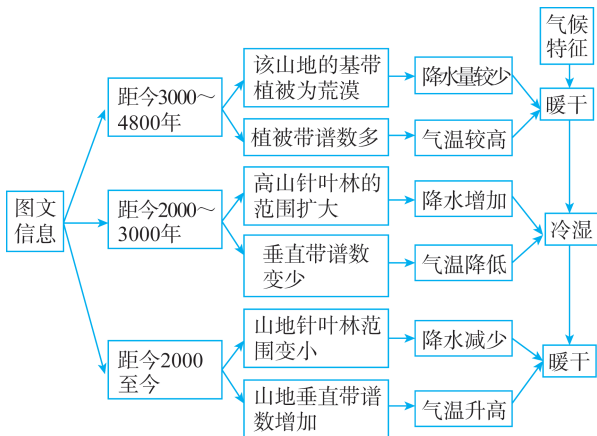 气候
特征
该山地的基带
植被为荒漠
降水量较少
距今3000～
4800年
暖干
植被带谱数多
气温较高
高山针叶林的
范围扩大
降水增加
图文
信息
距今2000～
3000年
冷湿
垂直带谱数
变少
气温降低
山地针叶林范
围变小
降水减少
距今2000
至今
暖干
山地垂直带谱
数增加
气温升高